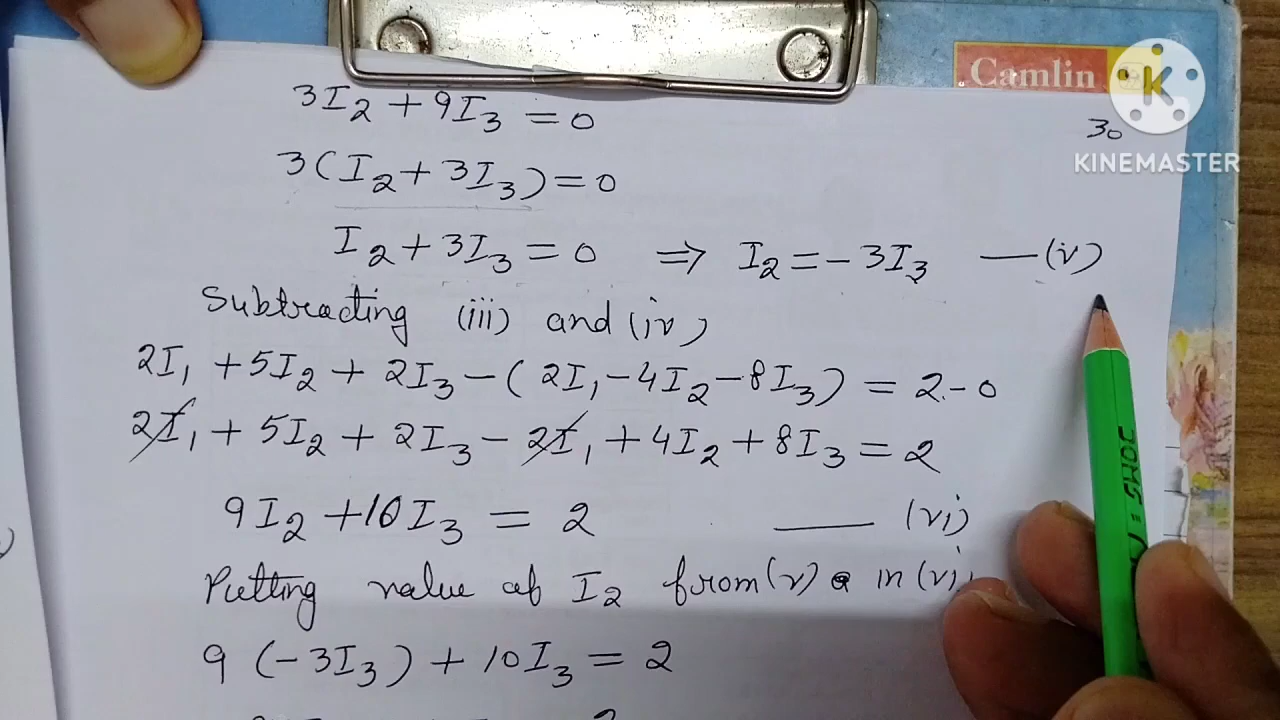 Camlin
KINEMASTER
30
3I₂ + 9I₃ = 0
3(I₂ + 3I₃) = 0
I₂ + 3I₃ = 0 ⇒ I₂ = -3I₃ —(v)
Subtracting (iii) and (iv)
2I₁ + 5I₂ + 2I₃ - (2I₁ - 4I₂ - 8I₃) = 2 - 0
2I₁ + 5I₂ + 2I₃ - 2I₁ + 4I₂ + 8I₃ = 2
9I₂ + 10I₃ = 2 —(vi)
Putting value of I₂ from (v) in (vi
9 (-3I₃) + 10I₃ = 2